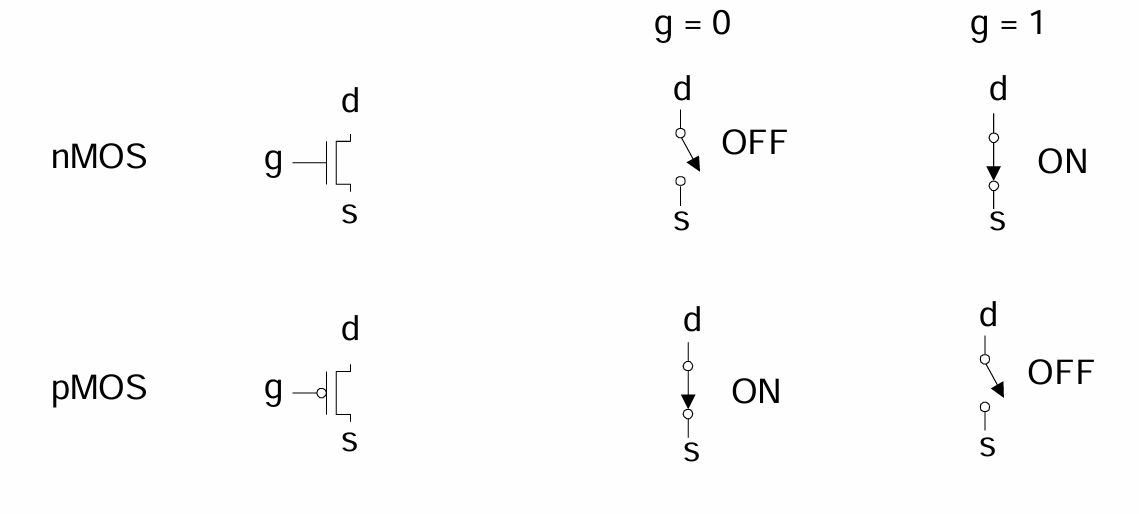 g = 0 g = 1
d d d
nMOS g OFF ON
s s s
d d d
pMOS g ON OFF
s s s